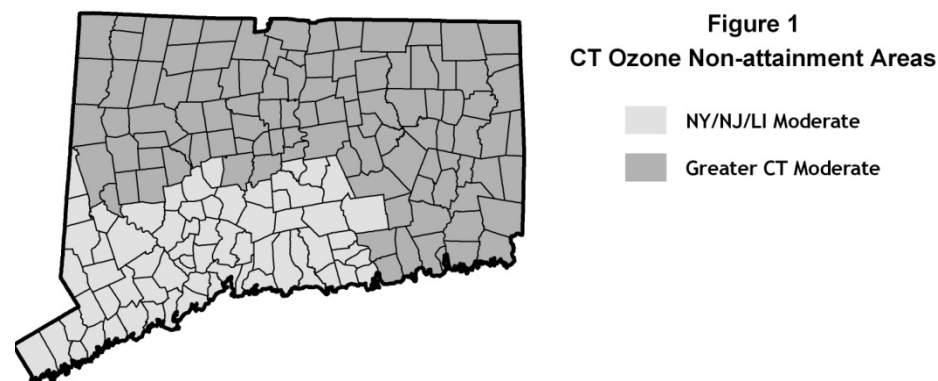 Figure 1
CT Ozone Non-attainment Areas
NY/NJ/LI Moderate
Greater CT Moderate